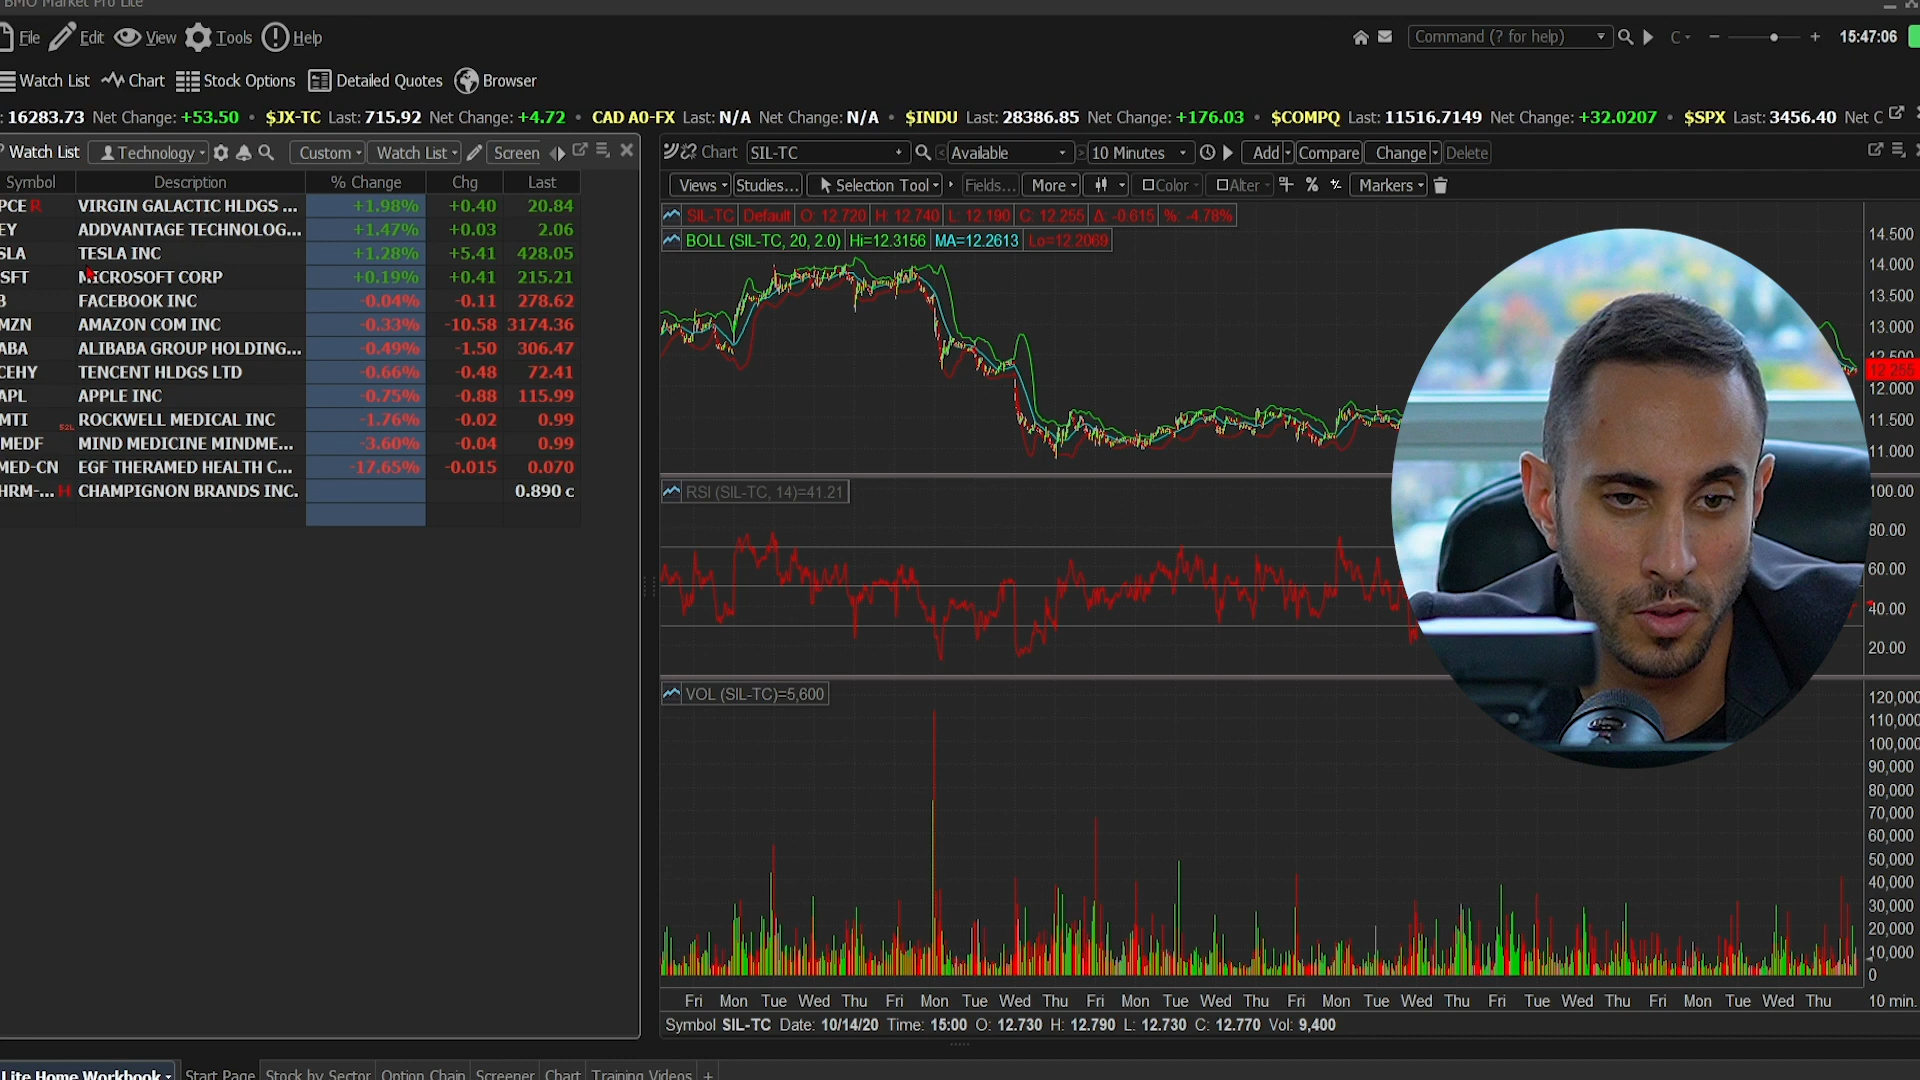 BMO Market Pro Lite
File Edit View Tools Help Command (? for help) C 15:47:06
Watch List Chart Stock Options Detailed Quotes Browser
: 16283.73 Net Change: +53.50 • $JX-TC Last: 715.92 Net Change: +4.72 • CAD A0-FX Last: N/A Net Change: N/A • $INDU Last: 28386.85 Net Change: +176.03 • $COMPQ Last: 11516.7149 Net Change: +32.0207 • $SPX Last: 3456.40 Net C
Watch List Technology Custom Watch List Screen
Symbol Description % Change Chg Last
PCE R VIRGIN GALACTIC HLDGS ... +1.98% +0.40 20.84
EY ADDVANTAGE TECHNOLOG... +1.47% +0.03 2.06
SLA TESLA INC +1.28% +5.41 428.05
SFT MICROSOFT CORP +0.19% +0.41 215.21
B FACEBOOK INC -0.04% -0.11 278.62
MZN AMAZON COM INC -0.33% -10.58 3174.36
ABA ALIBABA GROUP HOLDING... -0.49% -1.50 306.47
CEHY TENCENT HLDGS LTD -0.66% -0.48 72.41
APL APPLE INC -0.75% -0.88 115.99
MTI 52L ROCKWELL MEDICAL INC -1.76% -0.02 0.99
MEDF MIND MEDICINE MINDME... -3.60% -0.04 0.99
MED-CN EGF THERAMED HEALTH C... -17.65% -0.015 0.070
HRM-... H CHAMPIGNON BRANDS INC. 0.890 c
Chart SIL-TC Available 10 Minutes Add Compare Change Delete
Views Studies... Selection Tool Fields... More Color Alter % Markers
SIL-TC Default O: 12.720 H: 12.740 L: 12.190 C: 12.255 Δ: -0.615 %: -4.78%
BOLL (SIL-TC, 20, 2.0) Hi=12.3156 MA=12.2613 Lo=12.2069
14.500
14.000
13.500
13.000
12.500
12.255
12.000
11.500
11.000
RSI (SIL-TC, 14)=41.21
100.00
80.00
60.00
40.00
20.00
VOL (SIL-TC)=5,600
120,000
110,000
100,000
90,000
80,000
70,000
60,000
50,000
40,000
30,000
20,000
10,000
0
Fri Mon Tue Wed Thu Fri Mon Tue Wed Thu Fri Mon Tue Wed Thu Fri Mon Tue Wed Thu Fri Tue Wed Thu Fri Mon Tue Wed Thu 10 min.
Symbol SIL-TC Date: 10/14/20 Time: 15:00 O: 12.730 H: 12.790 L: 12.730 C: 12.770 Vol: 9,400
Lite Home Workbook Start Page Stock by Sector Option Chain Screener Chart Training Videos +